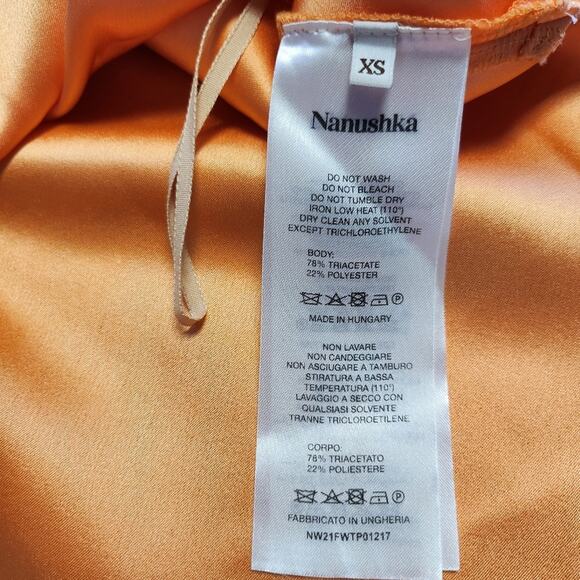 XS
Nanushka
DO NOT WASH
DO NOT BLEACH
DO NOT TUMBLE DRY
IRON LOW HEAT (110°)
DRY CLEAN ANY SOLVENT
EXCEPT TRICHLOROETHYLENE
BODY:
78% TRIACETATE
22% POLYESTER
P
MADE IN HUNGARY
NON LAVARE
NON CANDEGGIARE
NON ASCIUGARE A TAMBURO
STIRATURA A BASSA
TEMPERATURA (110°)
LAVAGGIO A SECCO CON
QUALSIASI SOLVENTE
TRANNE TRICLOROETILENE
CORPO:
78% TRIACETATO
22% POLIESTERE
P
FABBRICATO IN UNGHERIA
NW21FWTP01217